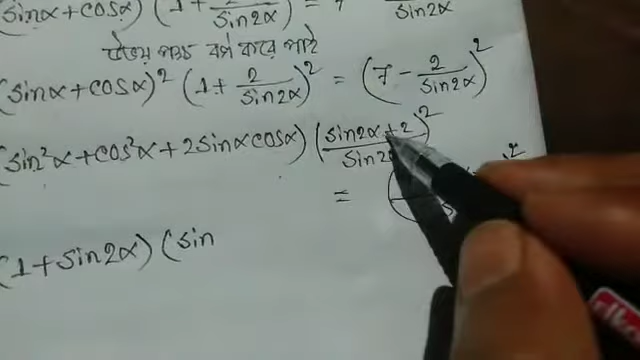 (sinα + cosα) (1 + 2/sin2α) = 7 sin2α
উভয় পক্ষে বর্গ করে পাই
(sinα + cosα)² (1 + 2/sin2α)² = (7 - 2/sin2α)²
(sin²α + cos²α + 2sinα cosα) (sin2α + 2/sin2
= ( ²
(1 + sin2α) (sin